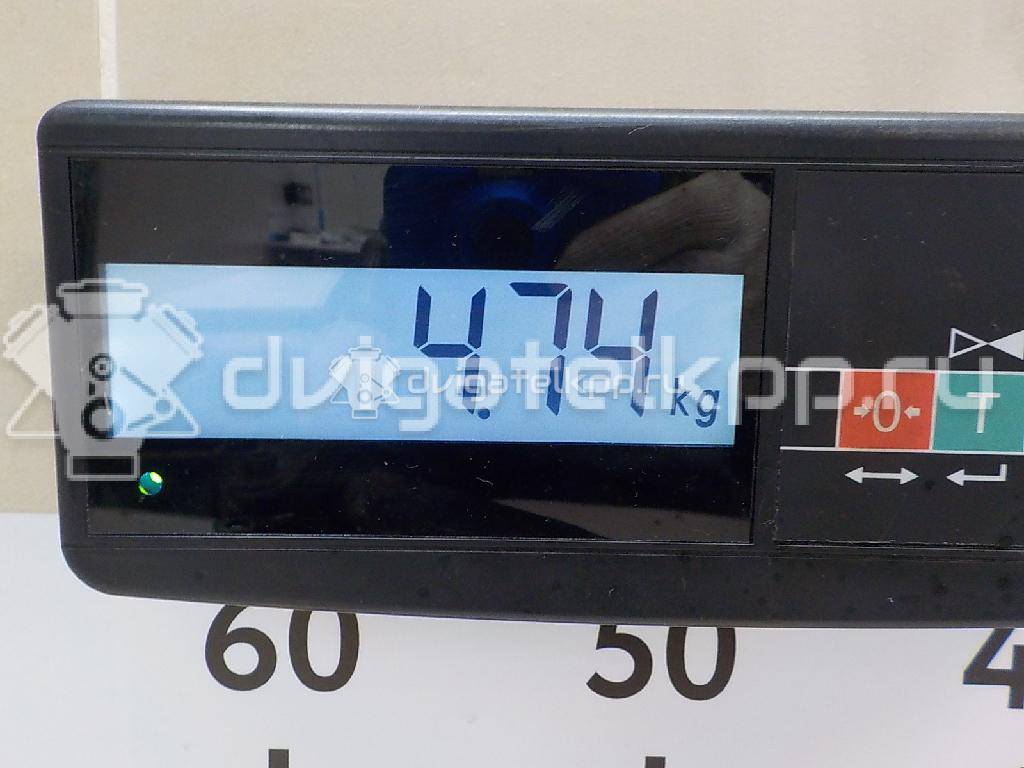 4.74 kg
dvigatelkpp.ru
dvigatelkpp.ru
→0← T
60 50 4